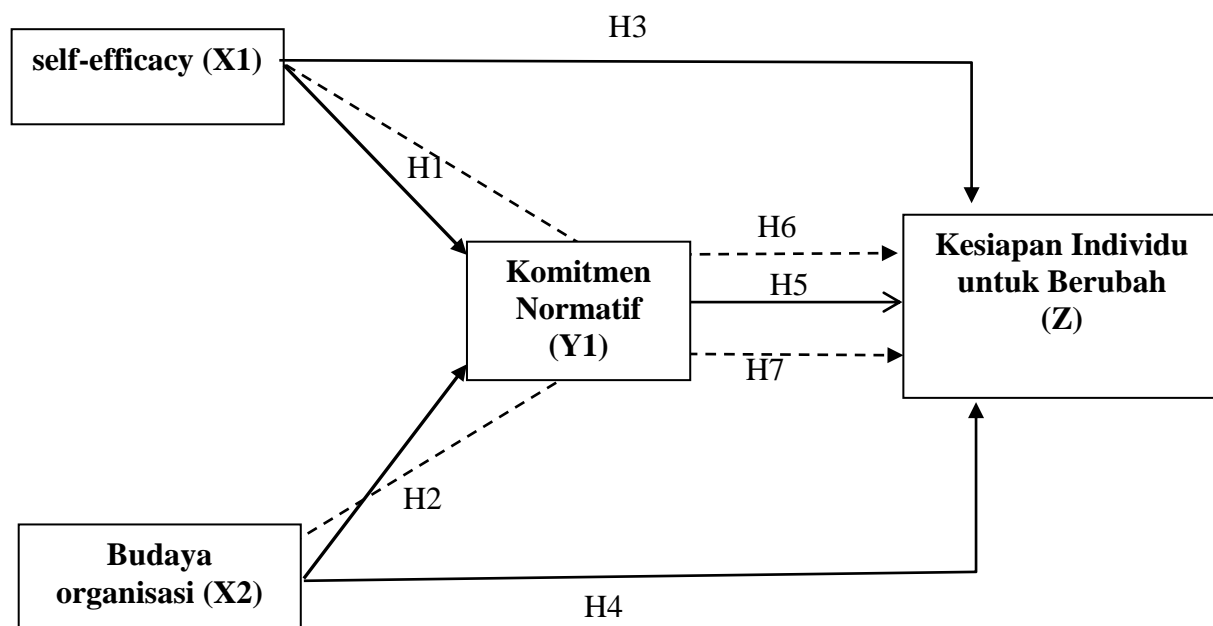 H3
self-efficacy (X1)
H1
H6
Kesiapan Individu
untuk Berubah
(Z)
Komitmen
Normatif
(Y1)
H5
H7
H2
Budaya
organisasi (X2)
H4